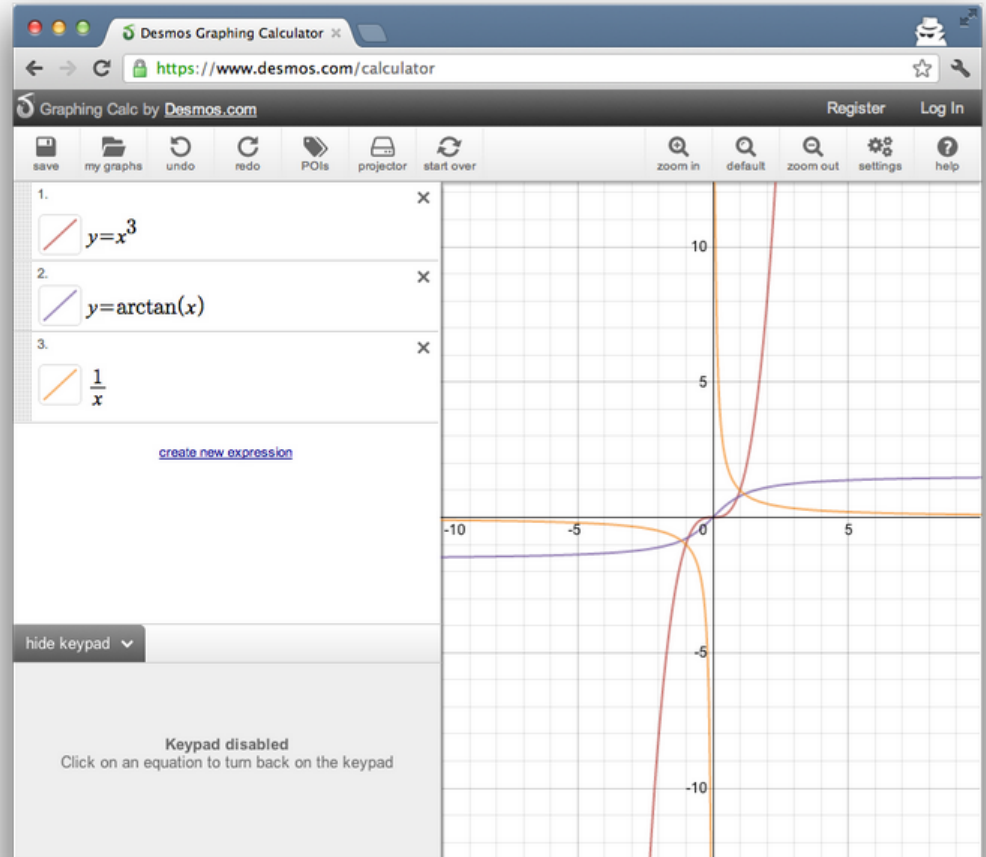 Desmos Graphing Calculator
https://www.desmos.com/calculator
Graphing Calc by Desmos.com Register Log In
save my graphs undo redo POIs projector start over zoom in default zoom out settings help
1.
y=x³
2.
y=arctan(x)
3.
1
x
create new expression
hide keypad
Keypad disabled
Click on an equation to turn back on the keypad
10
5
-10 -5 0 5
-5
-10